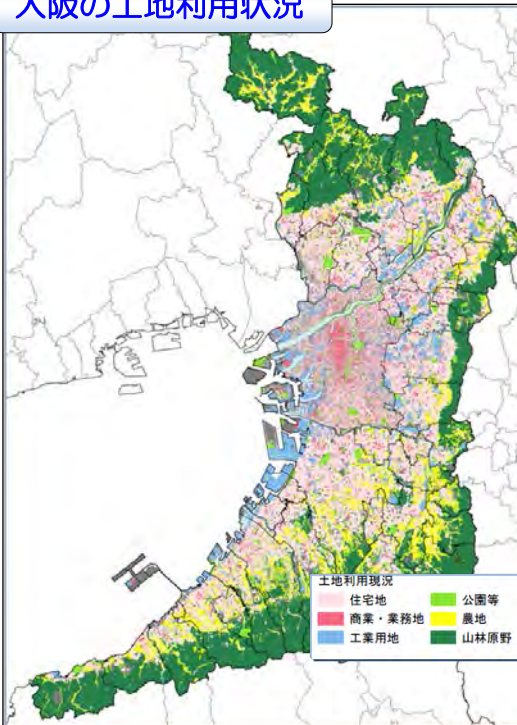 大阪の土地利用状況
土地利用現況
住宅地
公園等
商業・業務地
農地
工業用地
山林原野